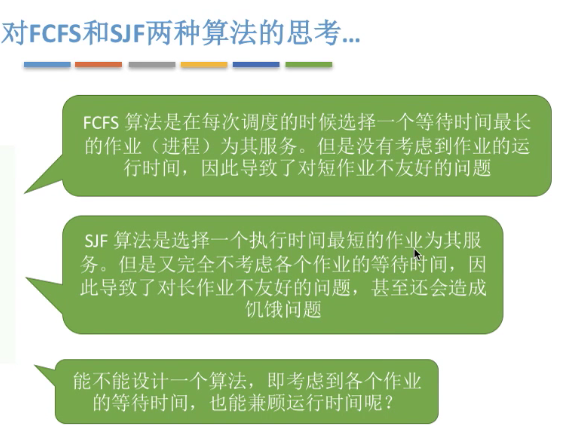 对FCFS和SJF两种算法的思考...
FCFS 算法是在每次调度的时候选择一个等待时间最长
的作业（进程）为其服务。但是没有考虑到作业的运
行时间，因此导致了对短作业不友好的问题
SJF 算法是选择一个执行时间最短的作业为其服
务。但是又完全不考虑各个作业的等待时间，因
此导致了对长作业不友好的问题，甚至还会造成
饥饿问题
能不能设计一个算法，即考虑到各个作业
的等待时间，也能兼顾运行时间呢？